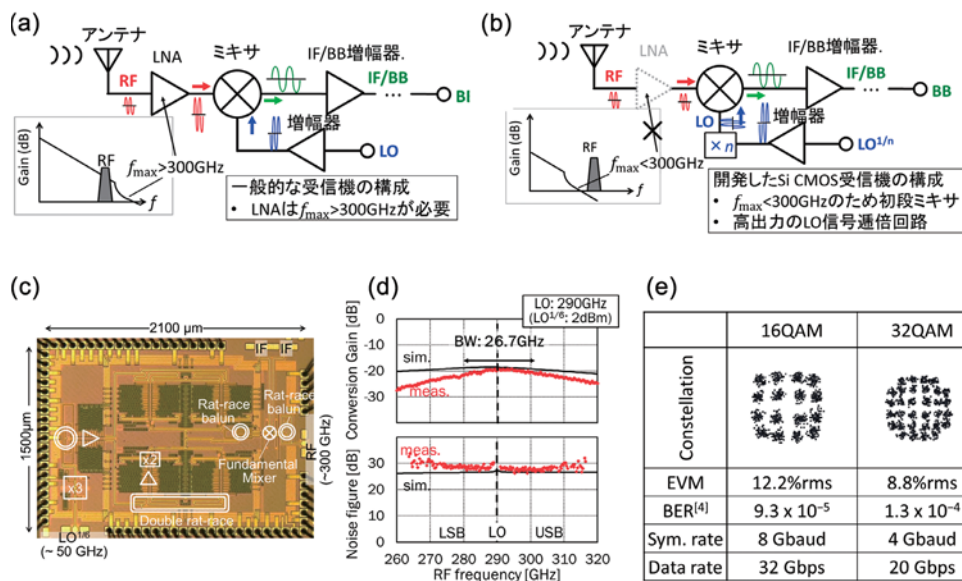 (a)
アンテナ
LNA
ミキサ
IF/BB増幅器.
RF
IF/BB
BI
増幅器
LO
Gain (dB)
RF
fmax>300GHz
f
一般的な受信機の構成
• LNAはfmax>300GHzが必要
(b)
アンテナ
LNA
ミキサ
IF/BB増幅器.
RF
IF/BB
BB
LO
増幅器
× n
LO1/n
Gain (dB)
RF
fmax<300GHz
f
開発したSi CMOS受信機の構成
• fmax<300GHzのため初段ミキサ
• 高出力のLO信号逓倍回路
(c)
2100 μm
1500μm
IF IF
Rat-race
balun
Rat-race
balun
RF
(~300 GHz)
Fundamental
Mixer
x2
x3
Double rat-race
LO1/6
(~ 50 GHz)
(d)
LO: 290GHz
(LO1/6: 2dBm)
BW: 26.7GHz
sim.
meas.
Conversion Gain [dB]
0
-10
-20
-30
meas.
sim.
Noise figure [dB]
30
20
10
0
LSB LO USB
260 270 280 290 300 310 320
RF frequency [GHz]
(e)
16QAM 32QAM
Constellation
EVM 12.2%rms 8.8%rms
BER[4] 9.3 x 10−5 1.3 x 10−4
Sym. rate 8 Gbaud 4 Gbaud
Data rate 32 Gbps 20 Gbps